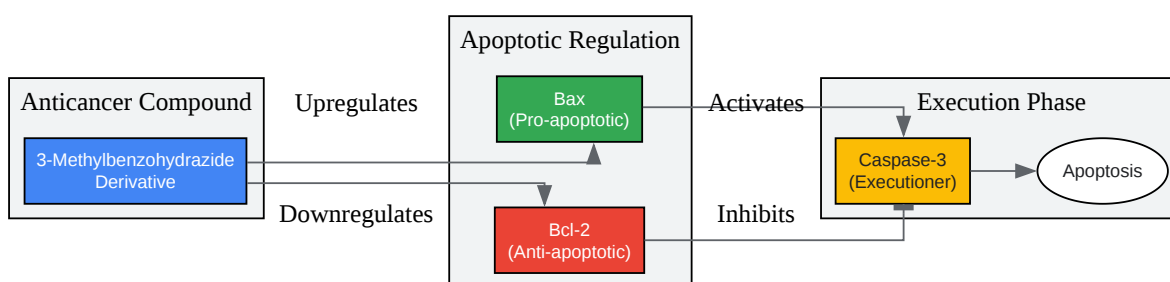 Anticancer Compound
3-Methylbenzohydrazide
Derivative
Upregulates
Downregulates
Apoptotic Regulation
Bax
(Pro-apoptotic)
Bcl-2
(Anti-apoptotic)
Activates
Inhibits
Execution Phase
Caspase-3
(Executioner)
Apoptosis